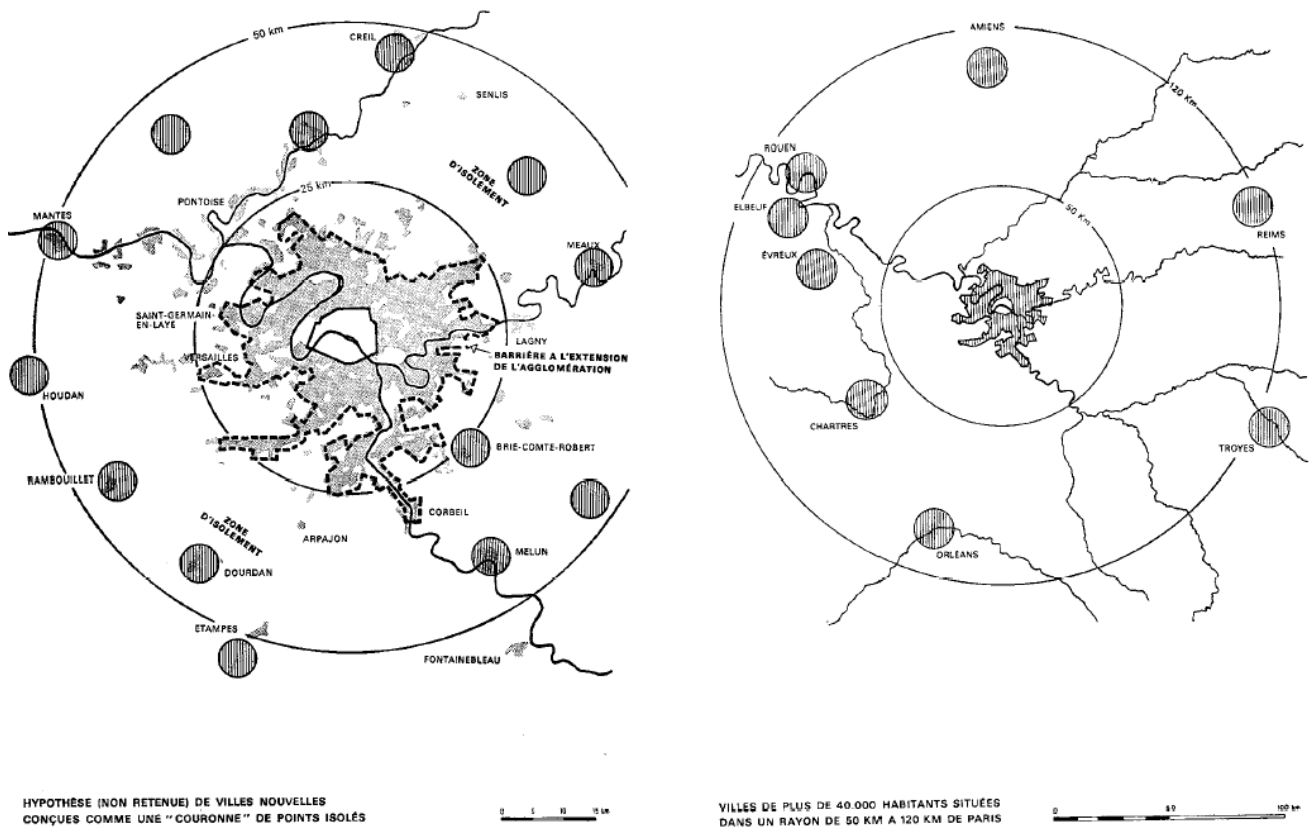 50 km
CREIL
SENLIS
ZONE
D'ISOLEMENT
25 km
PONTOISE
MANTES
MEAUX
SAINT-GERMAIN-
EN-LAYE
LAGNY
VERSAILLES
BARRIÈRE A L'EXTENSION
DE L'AGGLOMÉRATION
HOUDAN
BRIE-COMTE-ROBERT
RAMBOUILLET
CORBEIL
ZONE
D'ISOLEMENT
ARPAJON
MELUN
DOURDAN
ETAMPES
FONTAINEBLEAU
HYPOTHÈSE (NON RETENUE) DE VILLES NOUVELLES
CONÇUES COMME UNE "COURONNE" DE POINTS ISOLÉS
0 5 10 15 km
AMIENS
120 Km
ROUEN
ELBEUF
50 Km
REIMS
ÉVREUX
CHARTRES
TROYES
ORLÉANS
VILLES DE PLUS DE 40.000 HABITANTS SITUÉES
DANS UN RAYON DE 50 KM A 120 KM DE PARIS
0 50 100 km